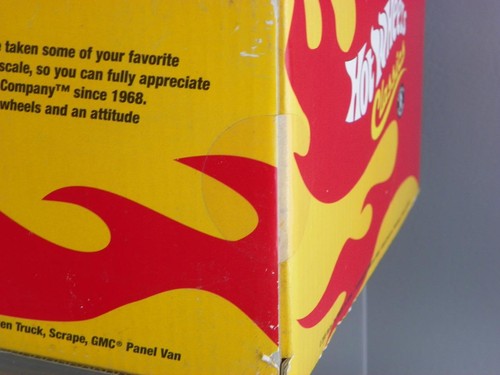 taken some of your favorite
scale, so you can fully appreciate
Company™ since 1968.
wheels and an attitude
en Truck, Scrape, GMC® Panel Van
HOT WHEELS
Classics